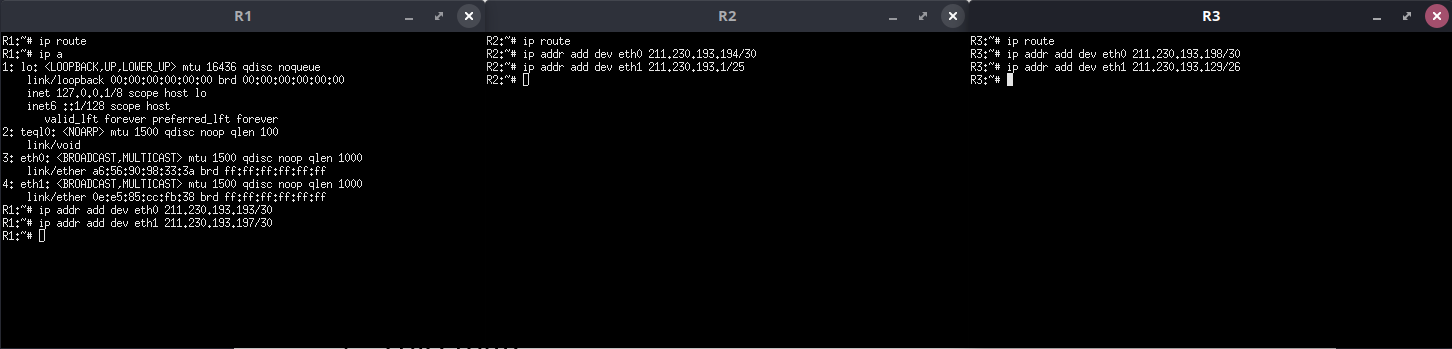 R1
R1:~# ip route
R1:~# ip a
1: lo: <LOOPBACK,UP,LOWER_UP> mtu 16436 qdisc noqueue
    link/loopback 00:00:00:00:00:00 brd 00:00:00:00:00:00
    inet 127.0.0.1/8 scope host lo
    inet6 ::1/128 scope host
       valid_lft forever preferred_lft forever
2: teql0: <NOARP> mtu 1500 qdisc noop qlen 100
    link/void
3: eth0: <BROADCAST,MULTICAST> mtu 1500 qdisc noop qlen 1000
    link/ether a6:56:90:98:33:3a brd ff:ff:ff:ff:ff:ff
4: eth1: <BROADCAST,MULTICAST> mtu 1500 qdisc noop qlen 1000
    link/ether 0e:e5:85:cc:fb:38 brd ff:ff:ff:ff:ff:ff
R1:~# ip addr add dev eth0 211.230.193.193/30
R1:~# ip addr add dev eth1 211.230.193.197/30
R1:~#
R2
R2:~# ip route
R2:~# ip addr add dev eth0 211.230.193.194/30
R2:~# ip addr add dev eth1 211.230.193.1/25
R2:~#
R3
R3:~# ip route
R3:~# ip addr add dev eth0 211.230.193.198/30
R3:~# ip addr add dev eth1 211.230.193.129/26
R3:~#